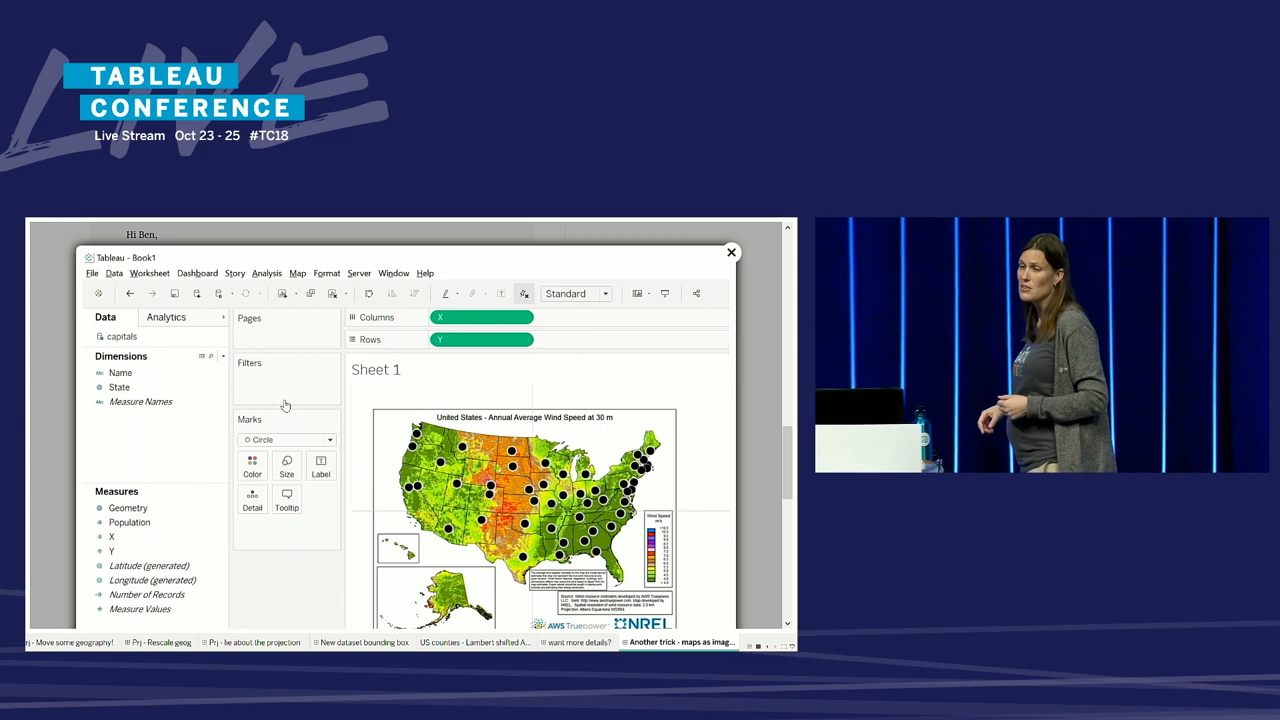 TABLEAU
CONFERENCE
Live Stream Oct 23 - 25 #TC18
Hi Ben,
Tableau - Book1
File Data Worksheet Dashboard Story Analysis Map Format Server Window Help
Standard
Data Analytics
capitals
Dimensions
Abc Name
State
Abc Measure Names
Measures
Geometry
Population
X
Y
Latitude (generated)
Longitude (generated)
Number of Records
Measure Values
Pages
Filters
Marks
Circle
Color Size Label
Detail Tooltip
Columns X
Rows Y
Sheet 1
United States - Annual Average Wind Speed at 30 m
Wind Speed
m/s
AWS Truepower
NREL
rj - Move some geography! Prj - Rescale geog Prj - lie about the projection New dataset bounding box US counties - Lambert shifted A... want more details? Another trick - maps as imag...